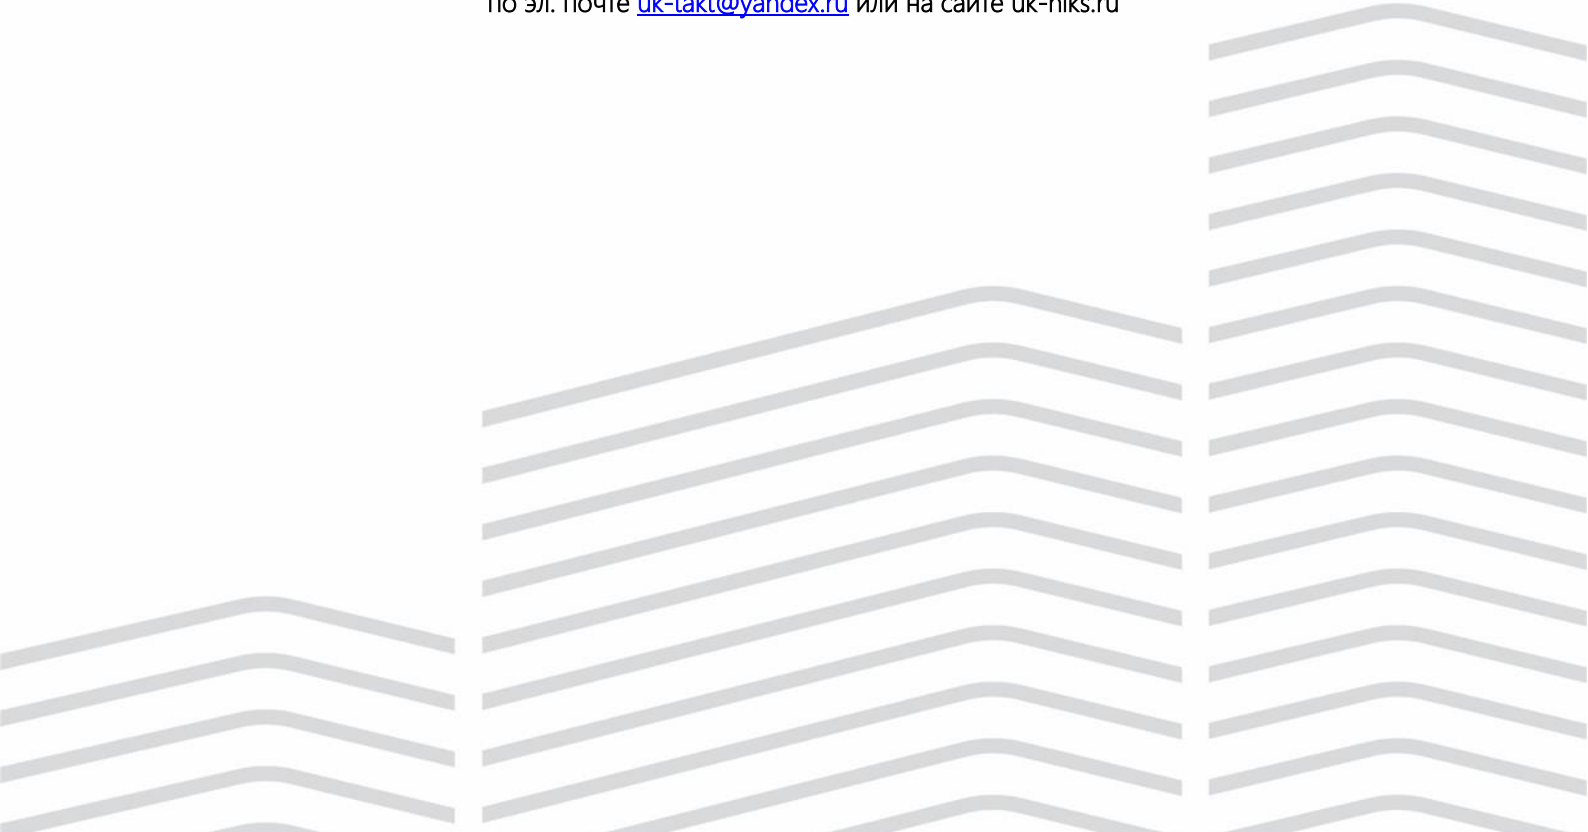 по эл. почте uk-takt@yandex.ru или на сайте uk-niks.ru